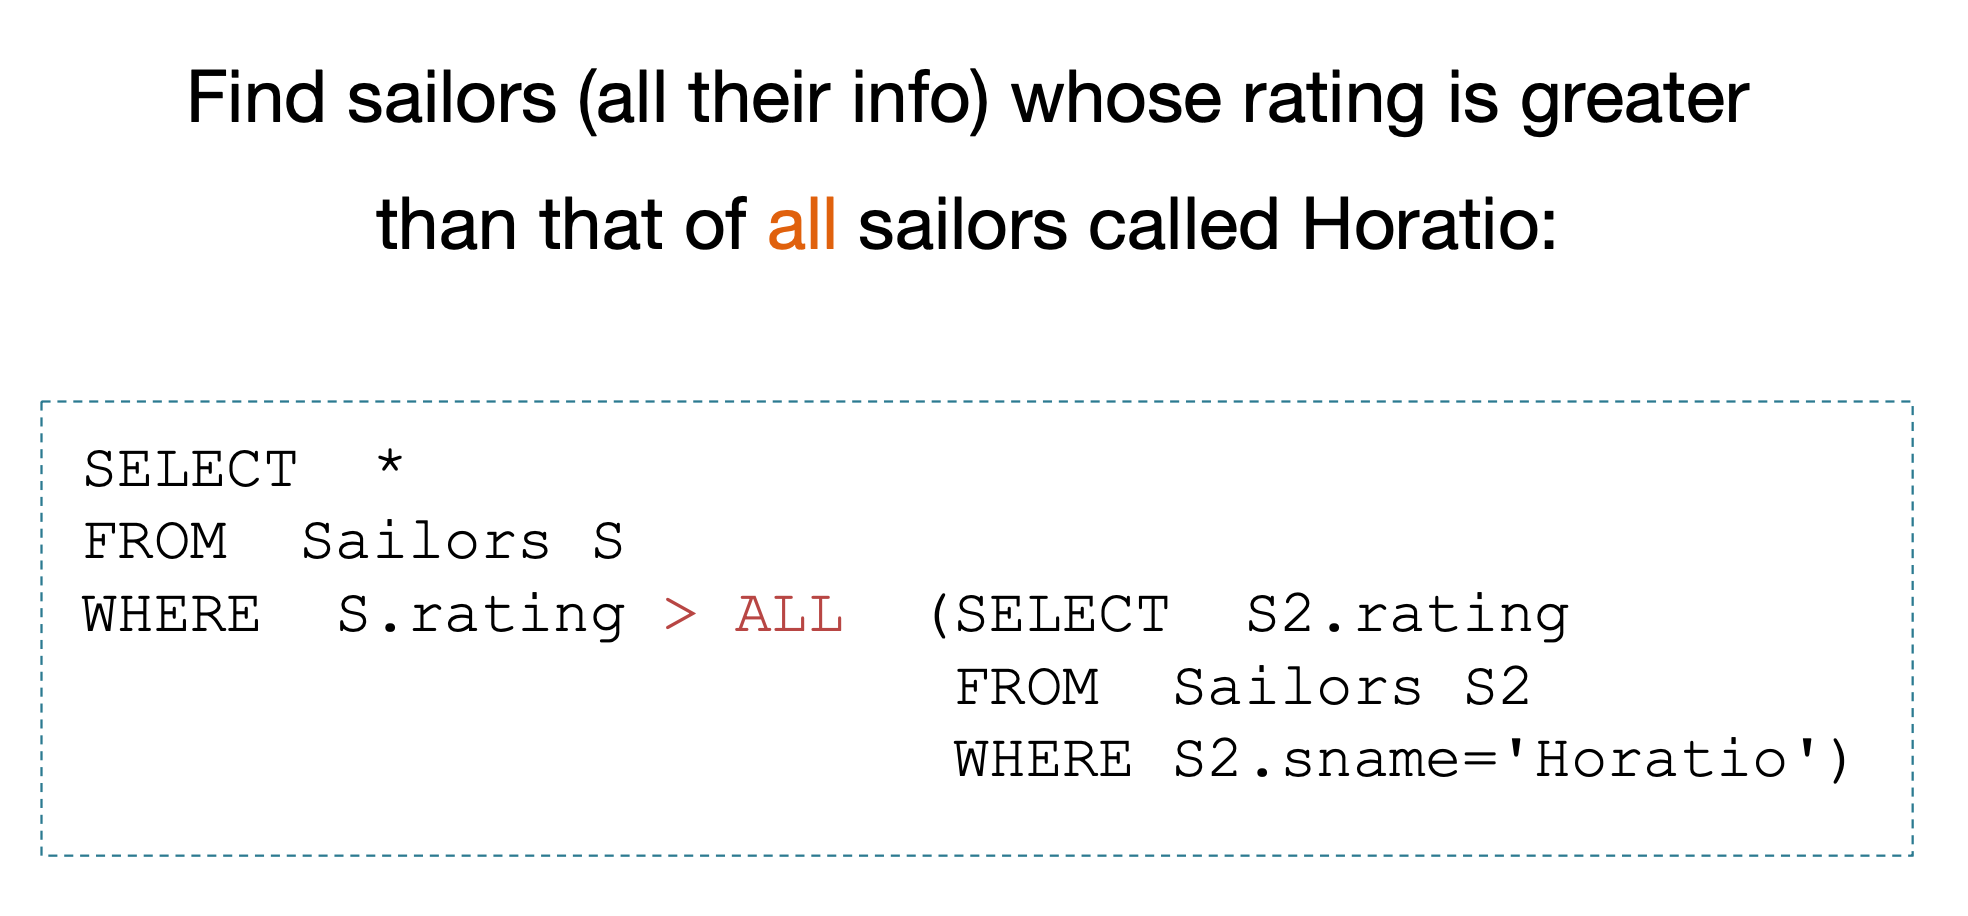 Find sailors (all their info) whose rating is greater
than that of all sailors called Horatio:
SELECT  *
FROM  Sailors S
WHERE  S.rating > ALL  (SELECT  S2.rating
FROM  Sailors S2
WHERE S2.sname='Horatio')